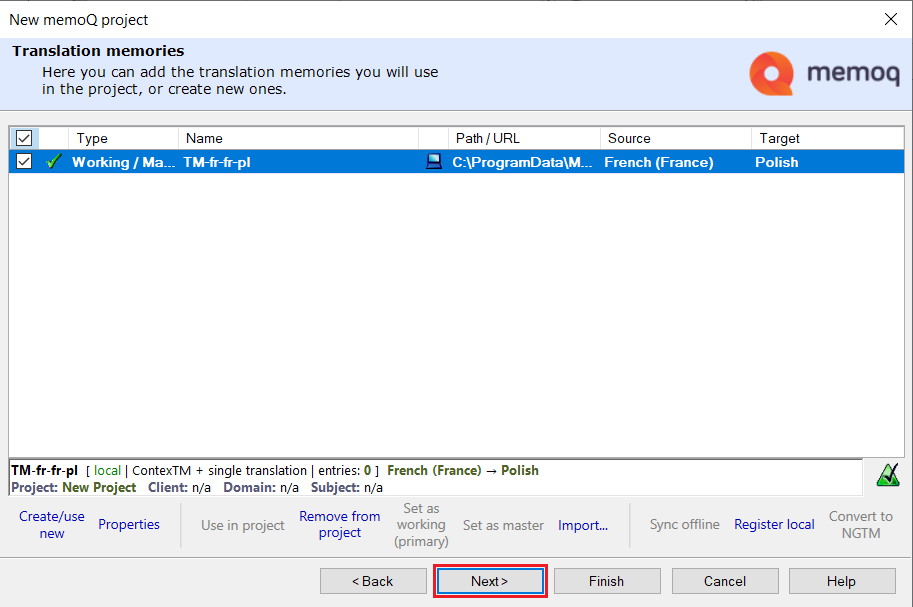 New memoQ project
Translation memories
Here you can add the translation memories you will use
in the project, or create new ones.
memoq
Type Name Path / URL Source Target
Working / Ma... TM-fr-fr-pl C:\ProgramData\M... French (France) Polish
TM-fr-fr-pl [ local | ContexTM + single translation | entries: 0 ] French (France) → Polish
Project: New Project Client: n/a Domain: n/a Subject: n/a
Create/use
new
Properties
Use in project
Remove from
project
Set as
working
(primary)
Set as master
Import...
Sync offline
Register local
Convert to
NGTM
< Back Next > Finish Cancel Help